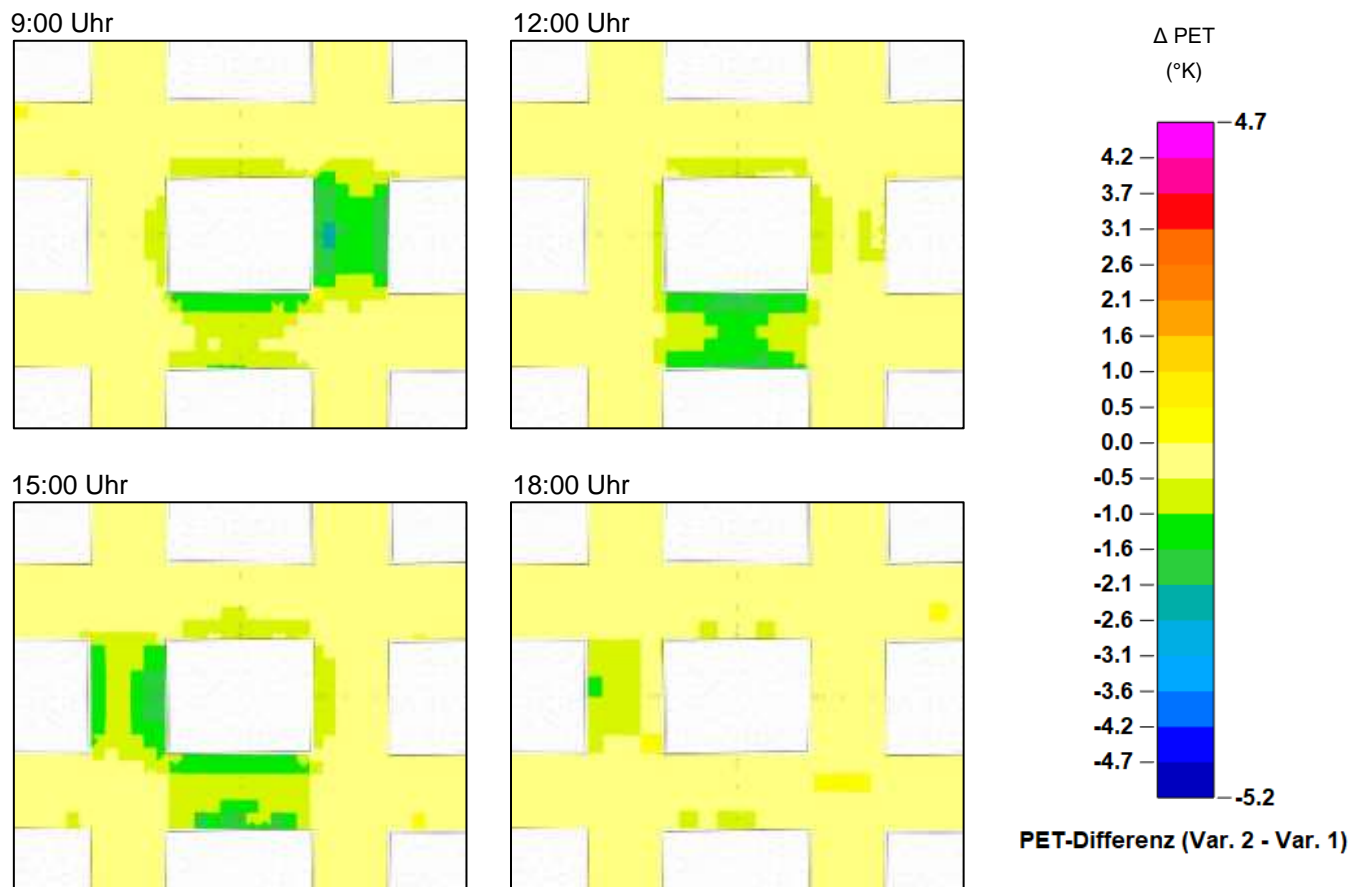 9:00 Uhr
12:00 Uhr
15:00 Uhr
18:00 Uhr
Δ PET
(°K)
4.7
4.2
3.7
3.1
2.6
2.1
1.6
1.0
0.5
0.0
-0.5
-1.0
-1.6
-2.1
-2.6
-3.1
-3.6
-4.2
-4.7
-5.2
PET-Differenz (Var. 2 - Var. 1)